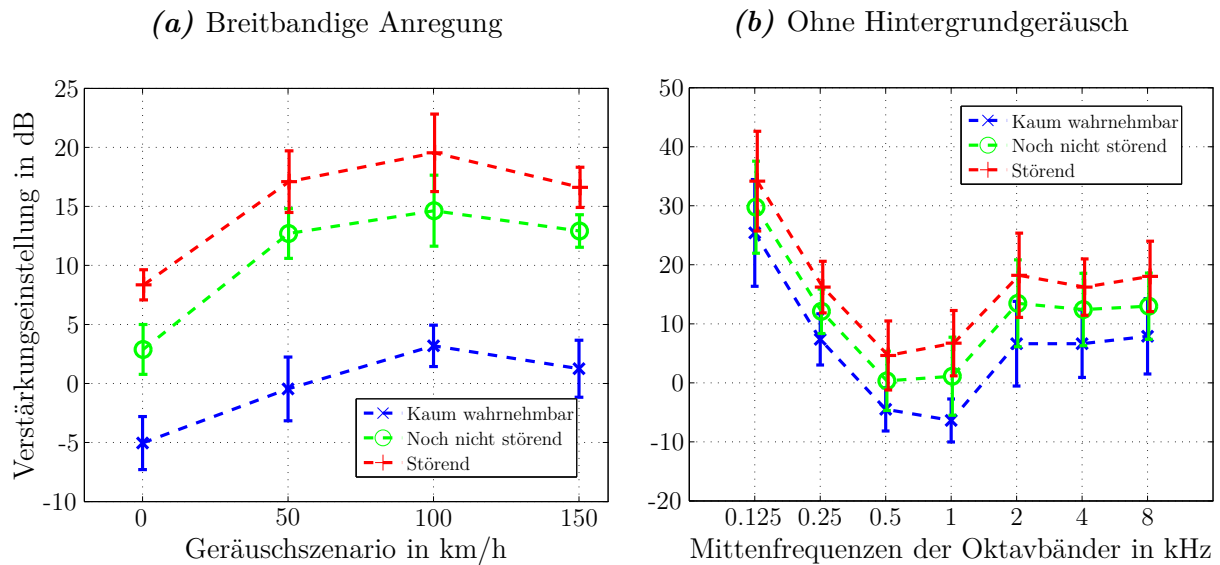 (a) Breitbandige Anregung
(b) Ohne Hintergrundgeräusch
Verstärkungseinstellung in dB
25
20
15
10
5
0
-5
-10
0
50
100
150
Geräuschszenario in km/h
Kaum wahrnehmbar
Noch nicht störend
Störend
50
40
30
20
10
0
-10
-20
0.125
0.25
0.5
1
2
4
8
Mittenfrequenzen der Oktavbänder in kHz
Kaum wahrnehmbar
Noch nicht störend
Störend